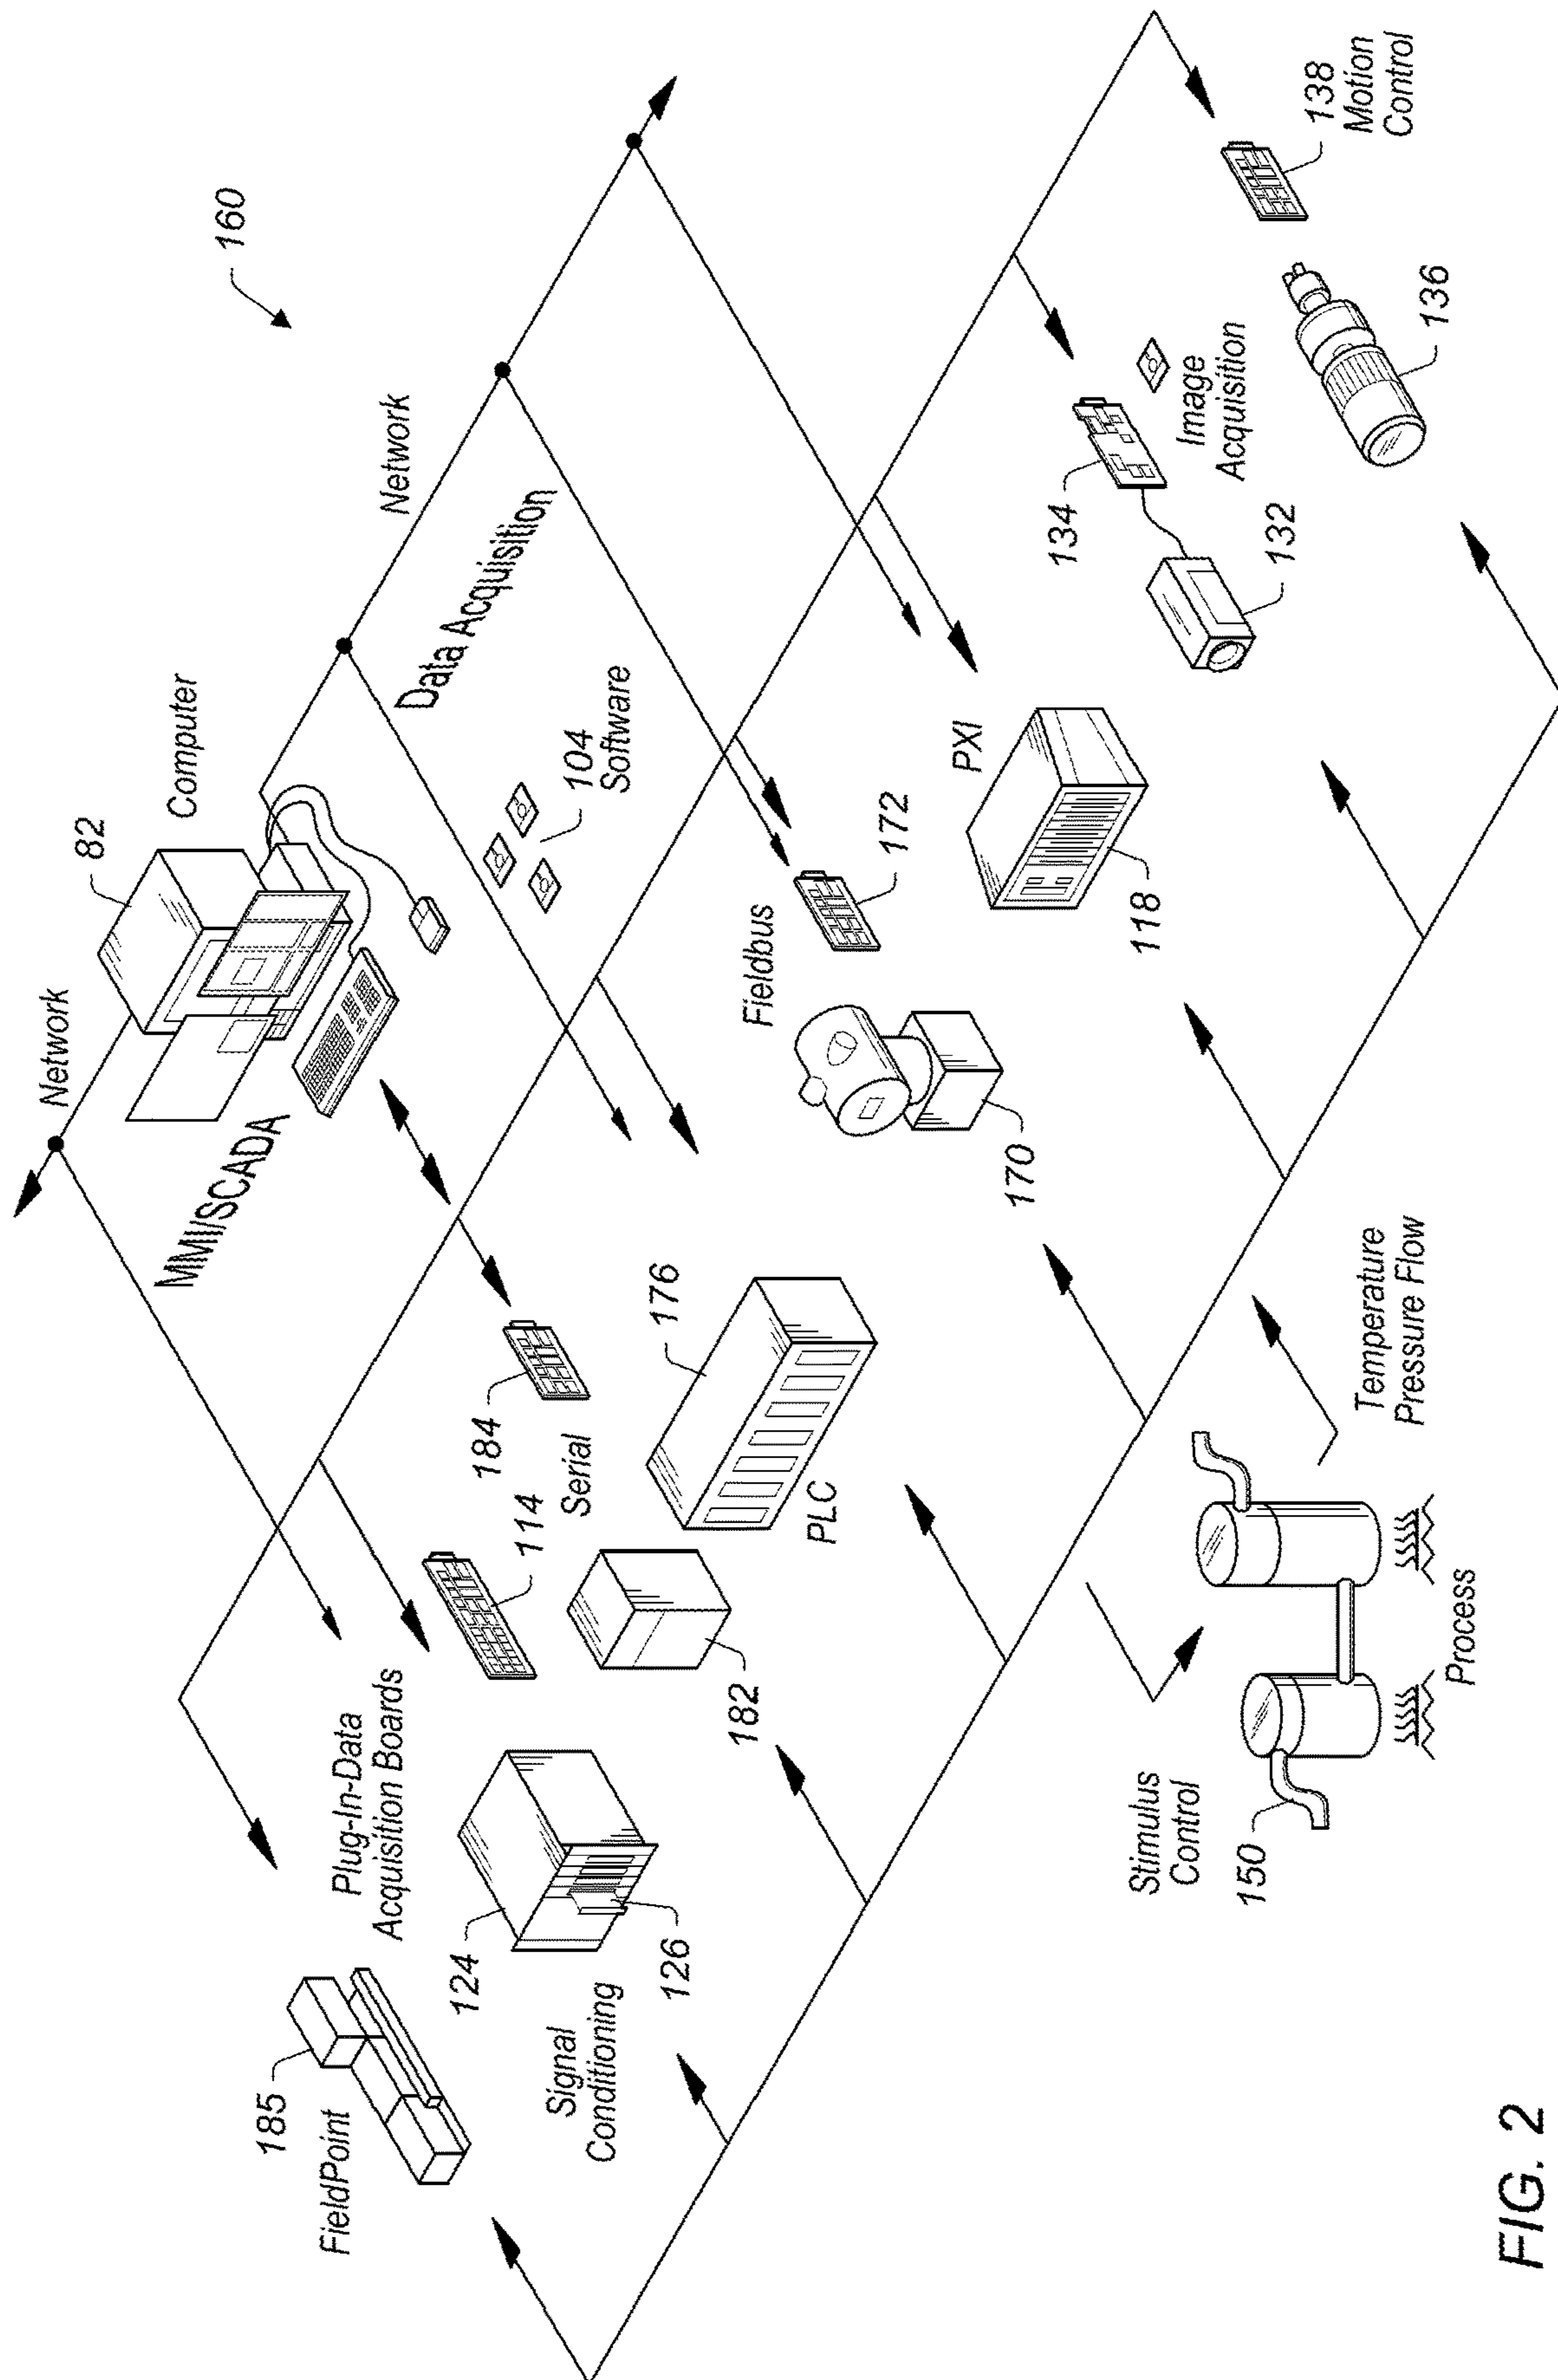 160
Network
82
Computer
Network
MMI/SCADA
Data Acquisition
104
Software
185
FieldPoint
Plug-In-Data
Acquisition Boards
114
184
Serial
124
Signal
Conditioning
126
182
176
PLC
Fieldbus
172
170
PXI
118
134
Image
Acquisition
132
138
Motion
Control
136
Stimulus
Control
150
Process
Temperature
Pressure Flow
FIG. 2